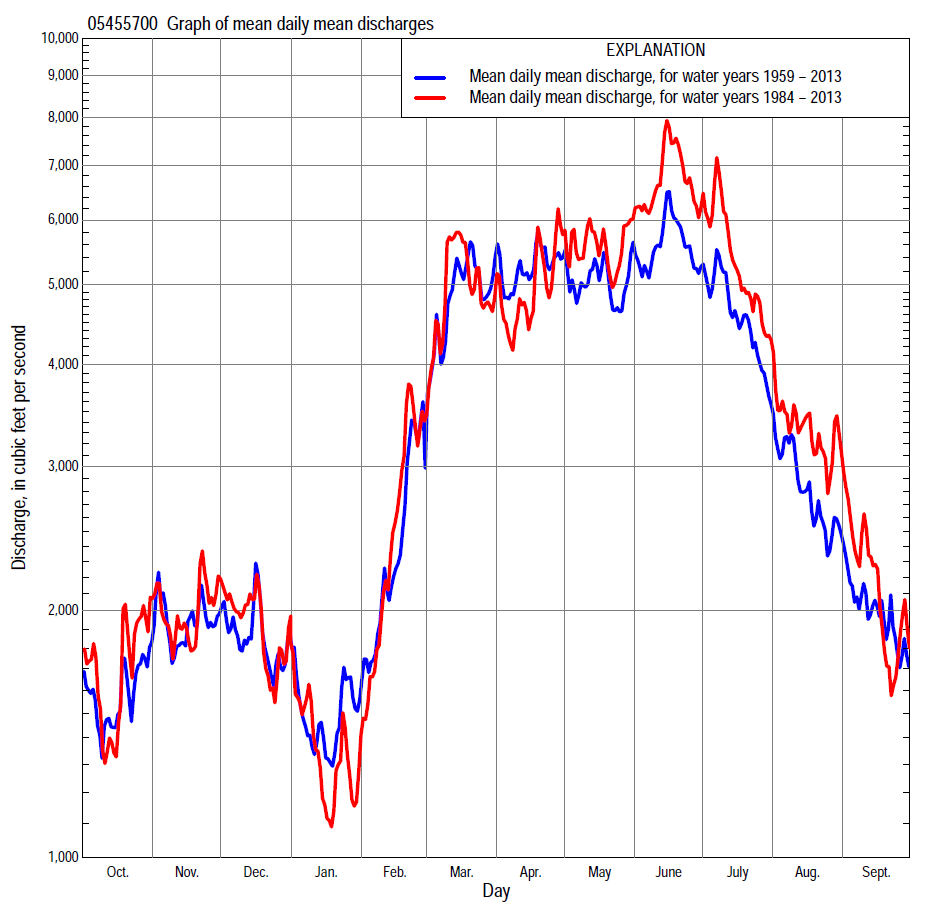 05455700 Graph of mean daily mean discharges
EXPLANATION
Mean daily mean discharge, for water years 1959 – 2013
Mean daily mean discharge, for water years 1984 – 2013
Discharge, in cubic feet per second
10,000
9,000
8,000
7,000
6,000
5,000
4,000
3,000
2,000
1,000
Oct. Nov. Dec. Jan. Feb. Mar. Apr. May June July Aug. Sept.
Day